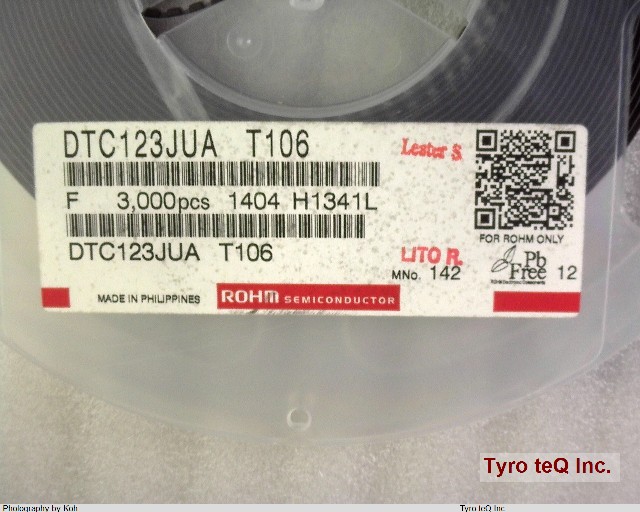 DTC123JUA T106
Lester S.
F 3,000pcs 1404 H1341L
FOR ROHM ONLY
DTC123JUA T106
LITO R.
Pb
Free 12
MNo. 142
MADE IN PHILIPPINES ROHM SEMICONDUCTOR
Tyro teQ Inc.
Photography by Koh Tyro teQ Inc